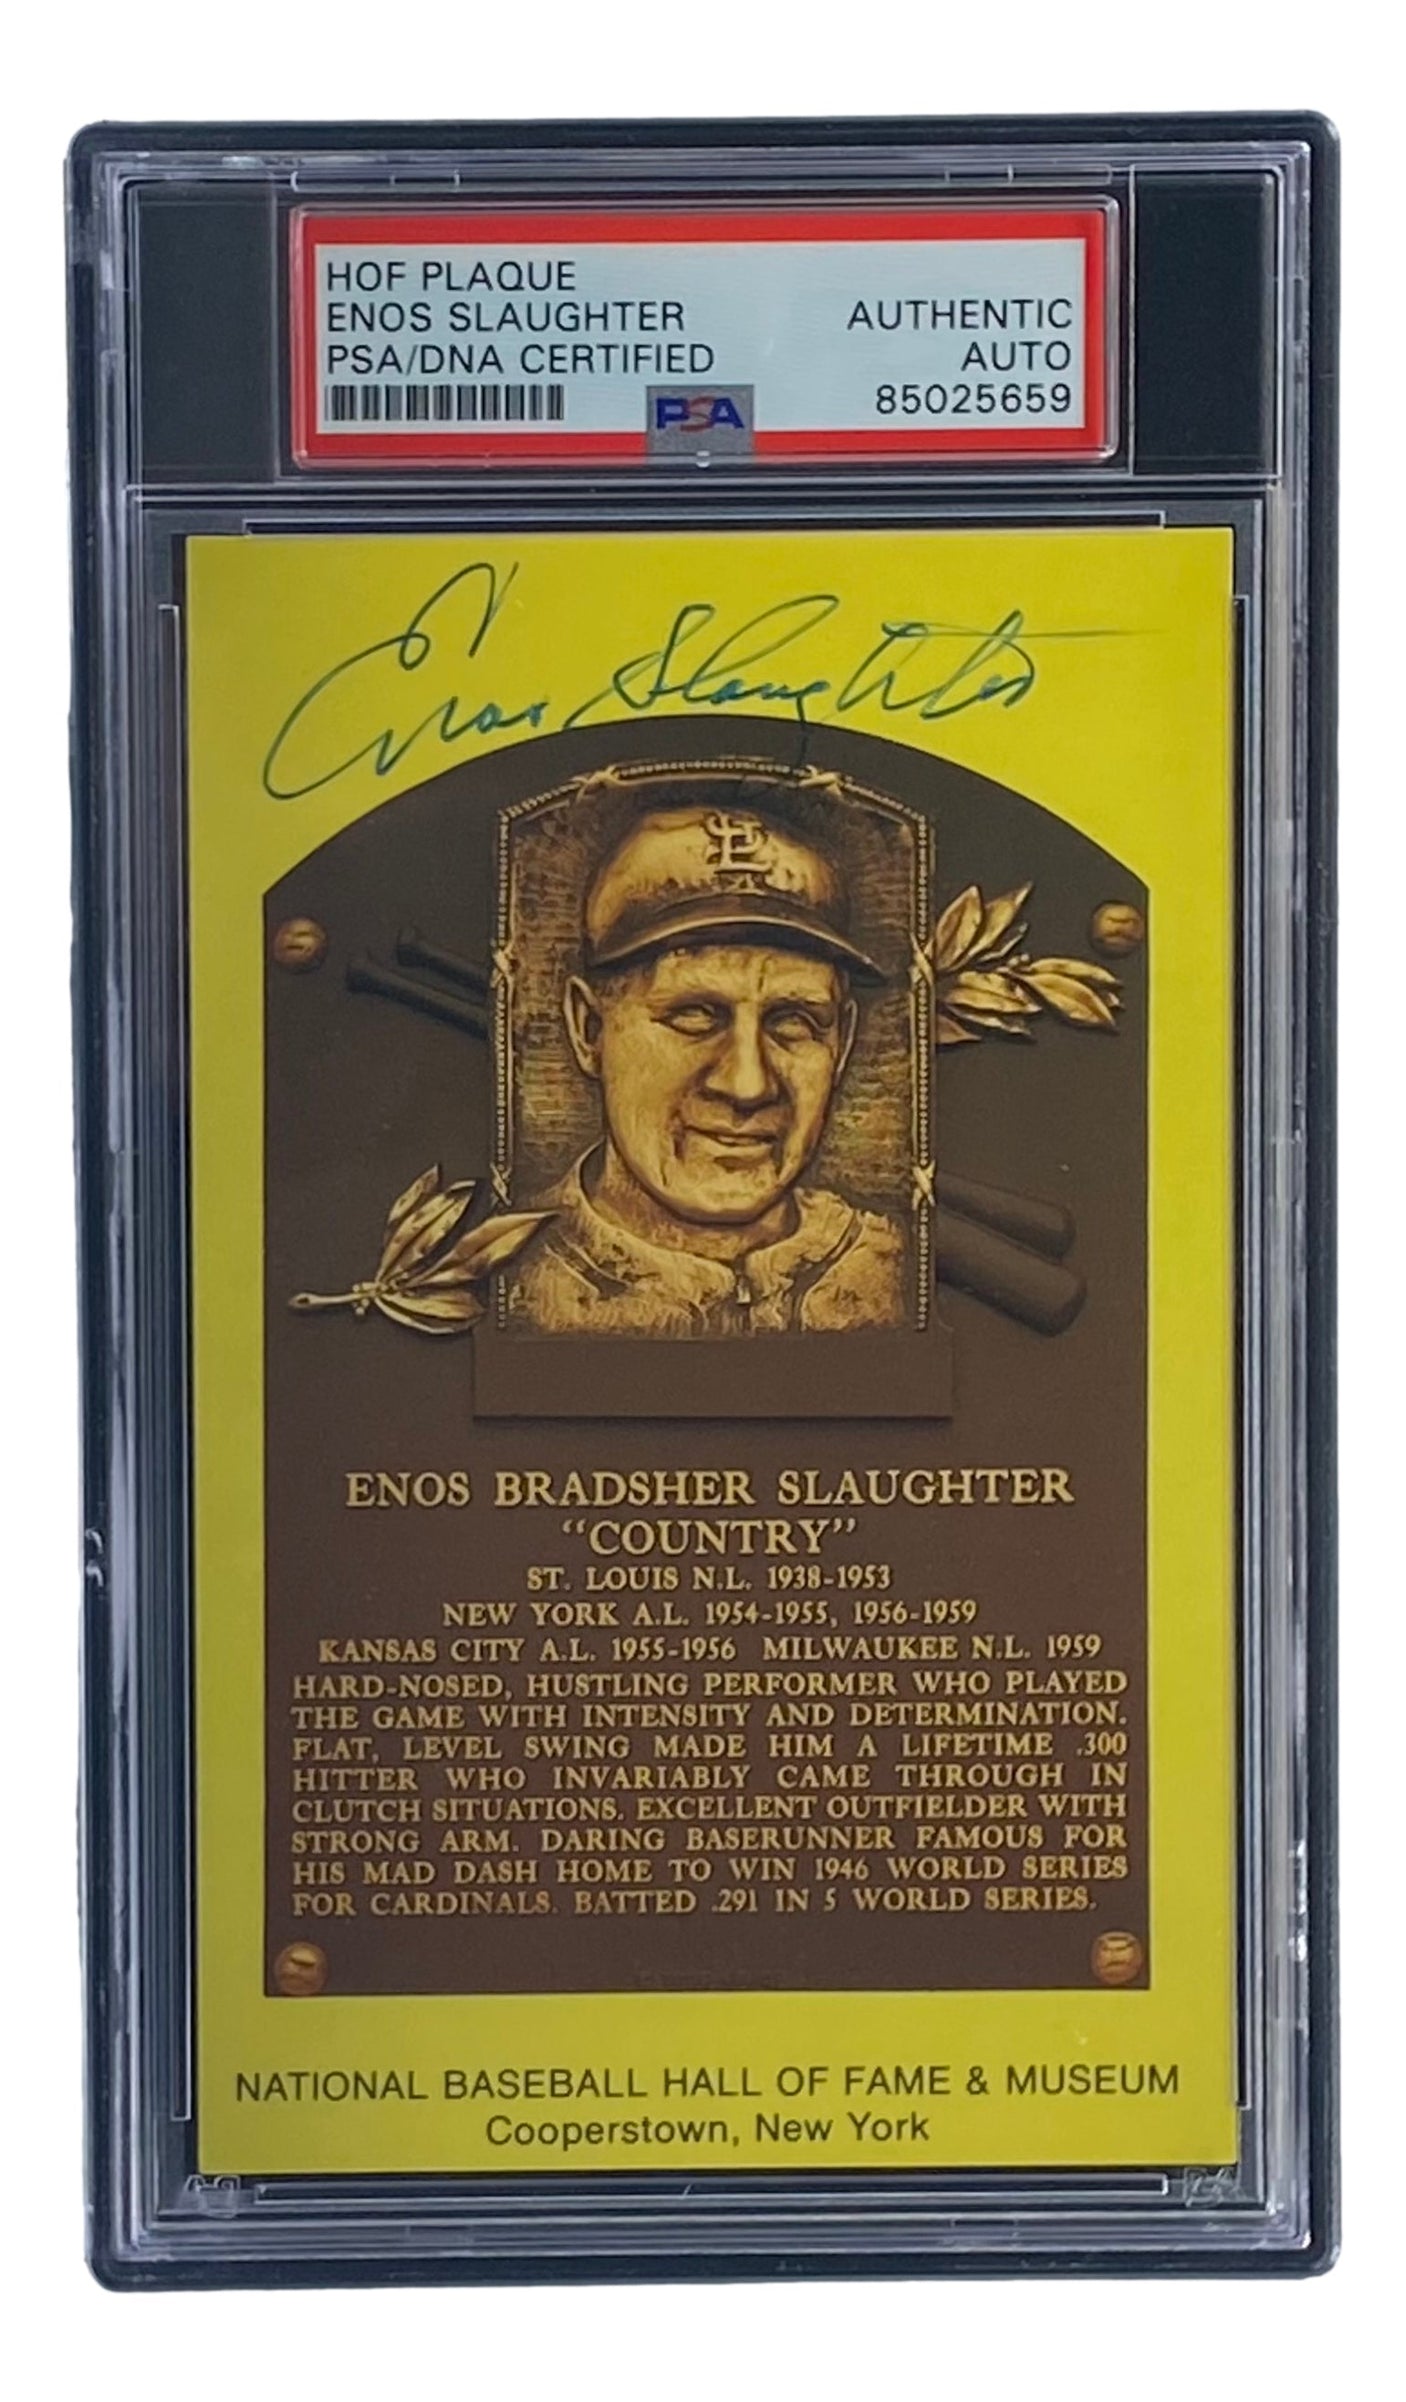 HOF PLAQUE
ENOS SLAUGHTER
PSA/DNA CERTIFIED
AUTHENTIC
AUTO
85025659
PSA
Enos Slaughter
STL
ENOS BRADSHER SLAUGHTER
"COUNTRY"
ST. LOUIS N.L. 1938-1953
NEW YORK A.L. 1954-1955, 1956-1959
KANSAS CITY A.L. 1955-1956 MILWAUKEE N.L. 1959
HARD-NOSED, HUSTLING PERFORMER WHO PLAYED
THE GAME WITH INTENSITY AND DETERMINATION.
FLAT, LEVEL SWING MADE HIM A LIFETIME .300
HITTER WHO INVARIABLY CAME THROUGH IN
CLUTCH SITUATIONS. EXCELLENT OUTFIELDER WITH
STRONG ARM. DARING BASERUNNER FAMOUS FOR
HIS MAD DASH HOME TO WIN 1946 WORLD SERIES
FOR CARDINALS. BATTED .291 IN 5 WORLD SERIES.
NATIONAL BASEBALL HALL OF FAME & MUSEUM
Cooperstown, New York